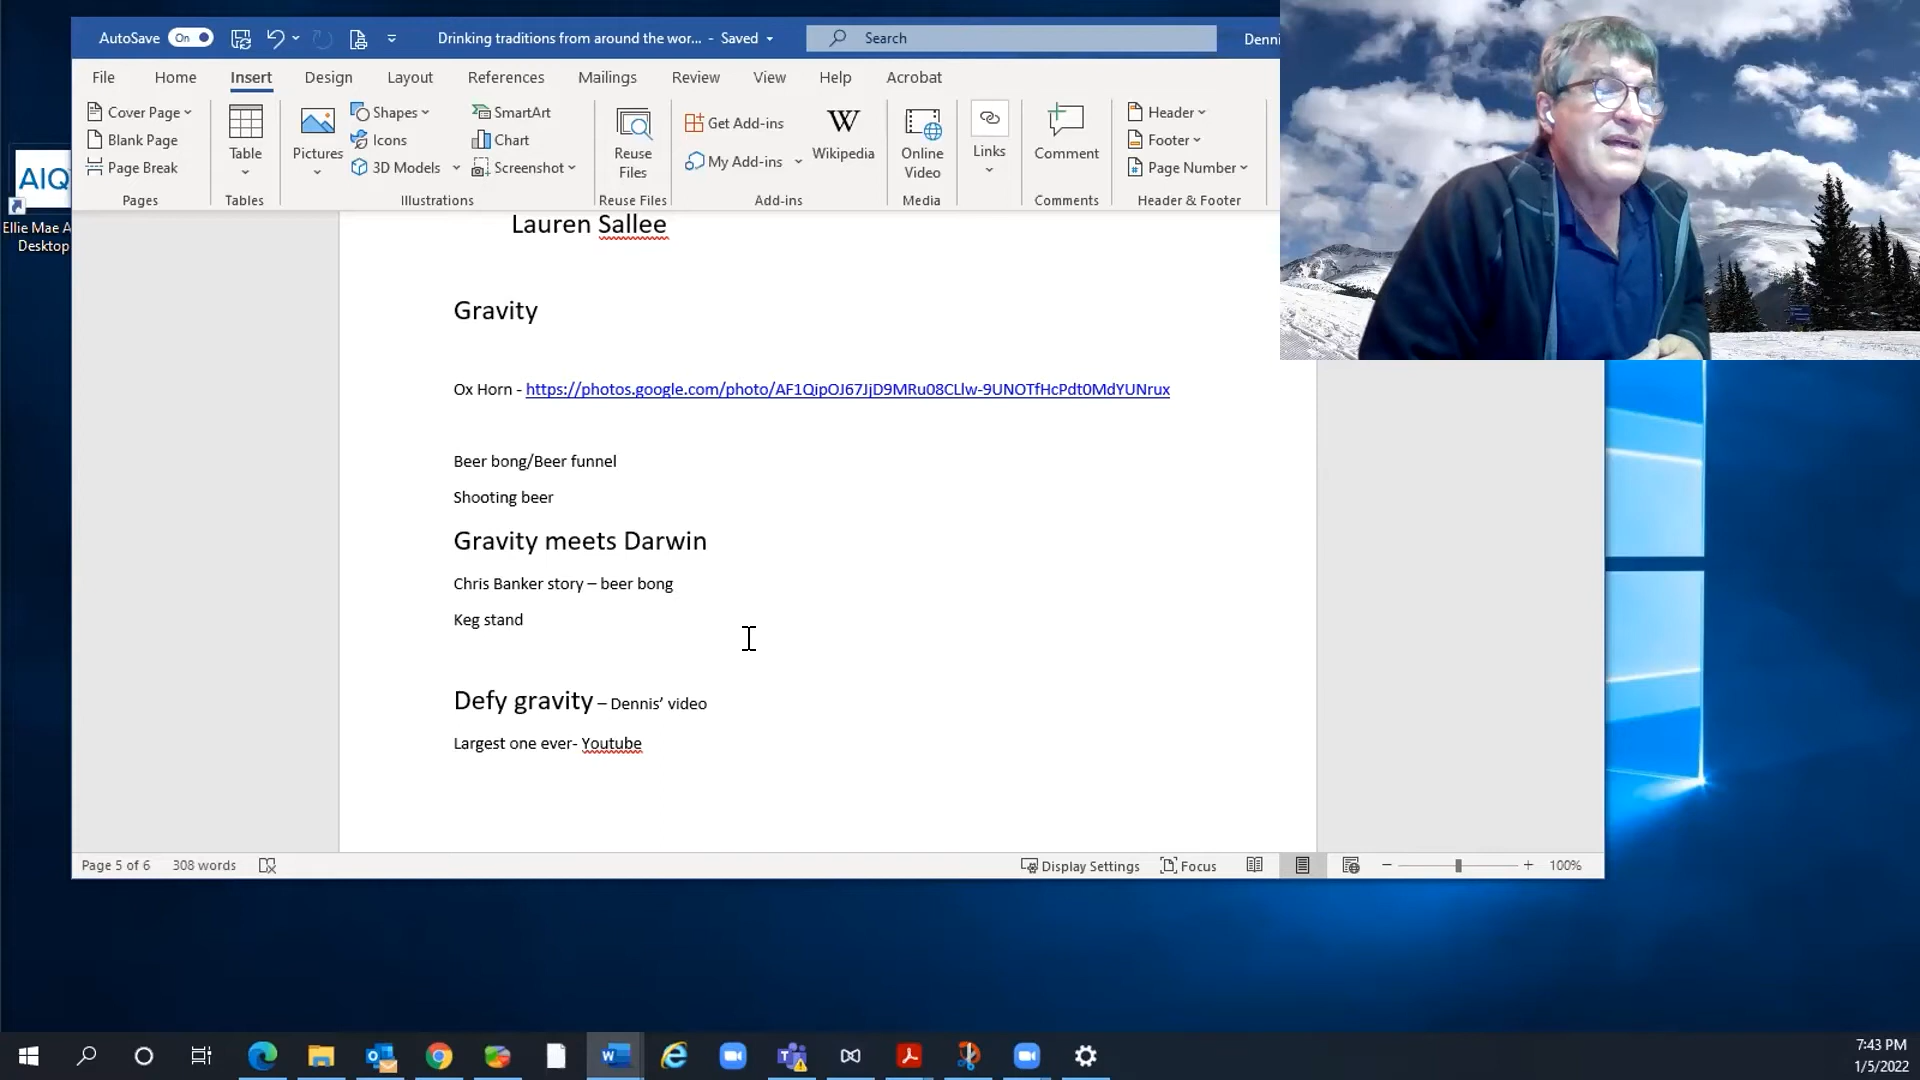 AutoSave On Drinking traditions from around the wor... - Saved Search Denni
File Home Insert Design Layout References Mailings Review View Help Acrobat
Cover Page
Blank Page
Page Break
Pages
Table
Tables
Pictures
Shapes
Icons
3D Models
SmartArt
Chart
Screenshot
Illustrations
Reuse
Files
Reuse Files
Get Add-ins
My Add-ins
Wikipedia
Add-ins
Online
Video
Media
Links
Comment
Comments
Header
Footer
Page Number
Header & Footer
AIQ
Ellie Mae A
Desktop
Lauren Sallee
Gravity
Ox Horn - https://photos.google.com/photo/AF1QipOJ67JjD9MRu08CLlw-9UNOTfHcPdt0MdYUNrux
Beer bong/Beer funnel
Shooting beer
Gravity meets Darwin
Chris Banker story – beer bong
Keg stand
Defy gravity – Dennis’ video
Largest one ever- Youtube
Page 5 of 6 308 words Display Settings Focus 100%
7:43 PM
1/5/2022